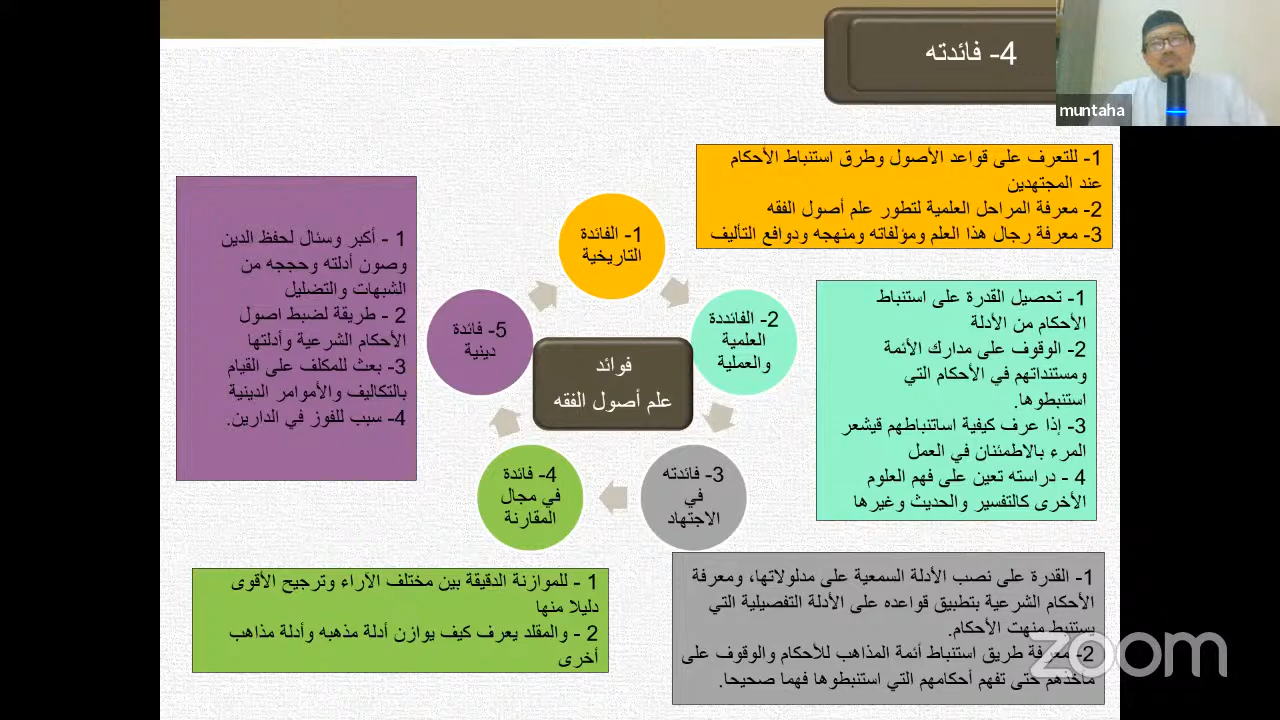 4- فائدته
muntaha
1- للتعرف على قواعد الأصول وطرق استنباط الأحكام
عند المجتهدين
2- معرفة المراحل العلمية لتطور علم أصول الفقه
3- معرفة رجال هذا العلم ومؤلفاته ومنهجه ودوافع التأليف
1- الفائدة
التاريخية
2- الفائددة
العلمية
والعملية
1- تحصيل القدرة على استنباط
الأحكام من الأدلة
2- الوقوف على مدارك الأئمة
ومستنداتهم في الأحكام التي
استنبطوها.
3- إذا عرف كيفية اساتنباطهم قيشعر
المرء بالاطمئنان في العمل
4 - دراسته تعين على فهم العلوم
الأخرى كالتفسير والحديث وغيرها
فوائد
علم أصول الفقه
3- فائدته
في
الاجتهاد
1- القدرة على نصب الأدلة السمعية على مدلولاتها، ومعرفة
الأحكام الشرعية بتطبيق قواعده على الأدلة التفصيلية التي
يستنبط منهت الأحكام.
2- معرفة طريق استنباط أئمة المذاهب للأحكام والوقوف على
مآخذهم حتى تفهم أحكامهم التي استنبطوها فهما صحيحا.
4- فائدة
في مجال
المقارنة
1 - للموازنة الدقيقة بين مختلف الآراء وترجيح الأقوى
دليلا منها
2 - والمقلد يعرف كيف يوازن أدلة مذهبه وأدلة مذاهب
أخرى
5- فائدة
دينية
1 - أكبر وسئال لحفظ الدين
وصون أدلته وحججه من
الشبهات والتضليل
2 - طريقة لضبط اصول
الأحكام الشرعية وأدلتها
3- بعث للمكلف على القيام
بالتكاليف والأموامر الدينية
4- سبب للفوز في الدارين.
zoom